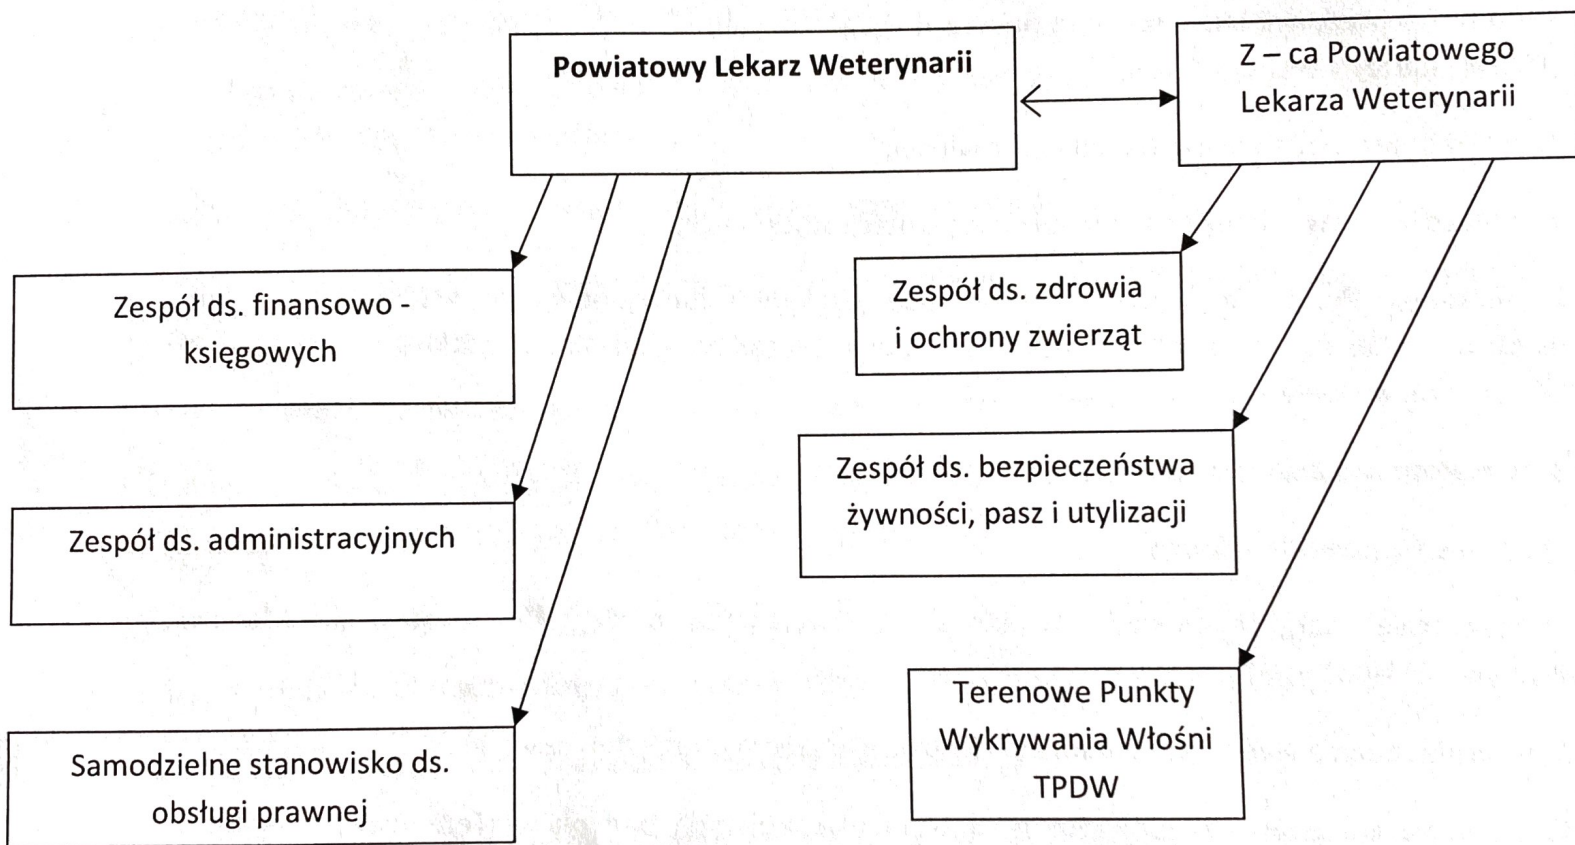 Powiatowy Lekarz Weterynarii
Z – ca Powiatowego
Lekarza Weterynarii
Zespół ds. finansowo -
księgowych
Zespół ds. zdrowia
i ochrony zwierząt
Zespół ds. bezpieczeństwa
żywności, pasz i utylizacji
Zespół ds. administracyjnych
Terenowe Punkty
Wykrywania Włośni
TPDW
Samodzielne stanowisko ds.
obsługi prawnej